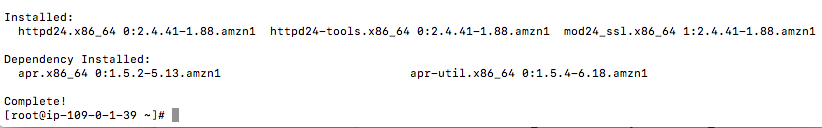 Installed:
httpd24.x86_64 0:2.4.41-1.88.amzn1 httpd24-tools.x86_64 0:2.4.41-1.88.amzn1 mod24_ssl.x86_64 1:2.4.41-1.88.amzn1
Dependency Installed:
apr.x86_64 0:1.5.2-5.13.amzn1 apr-util.x86_64 0:1.5.4-6.18.amzn1
Complete!
[root@ip-109-0-1-39 ~]#